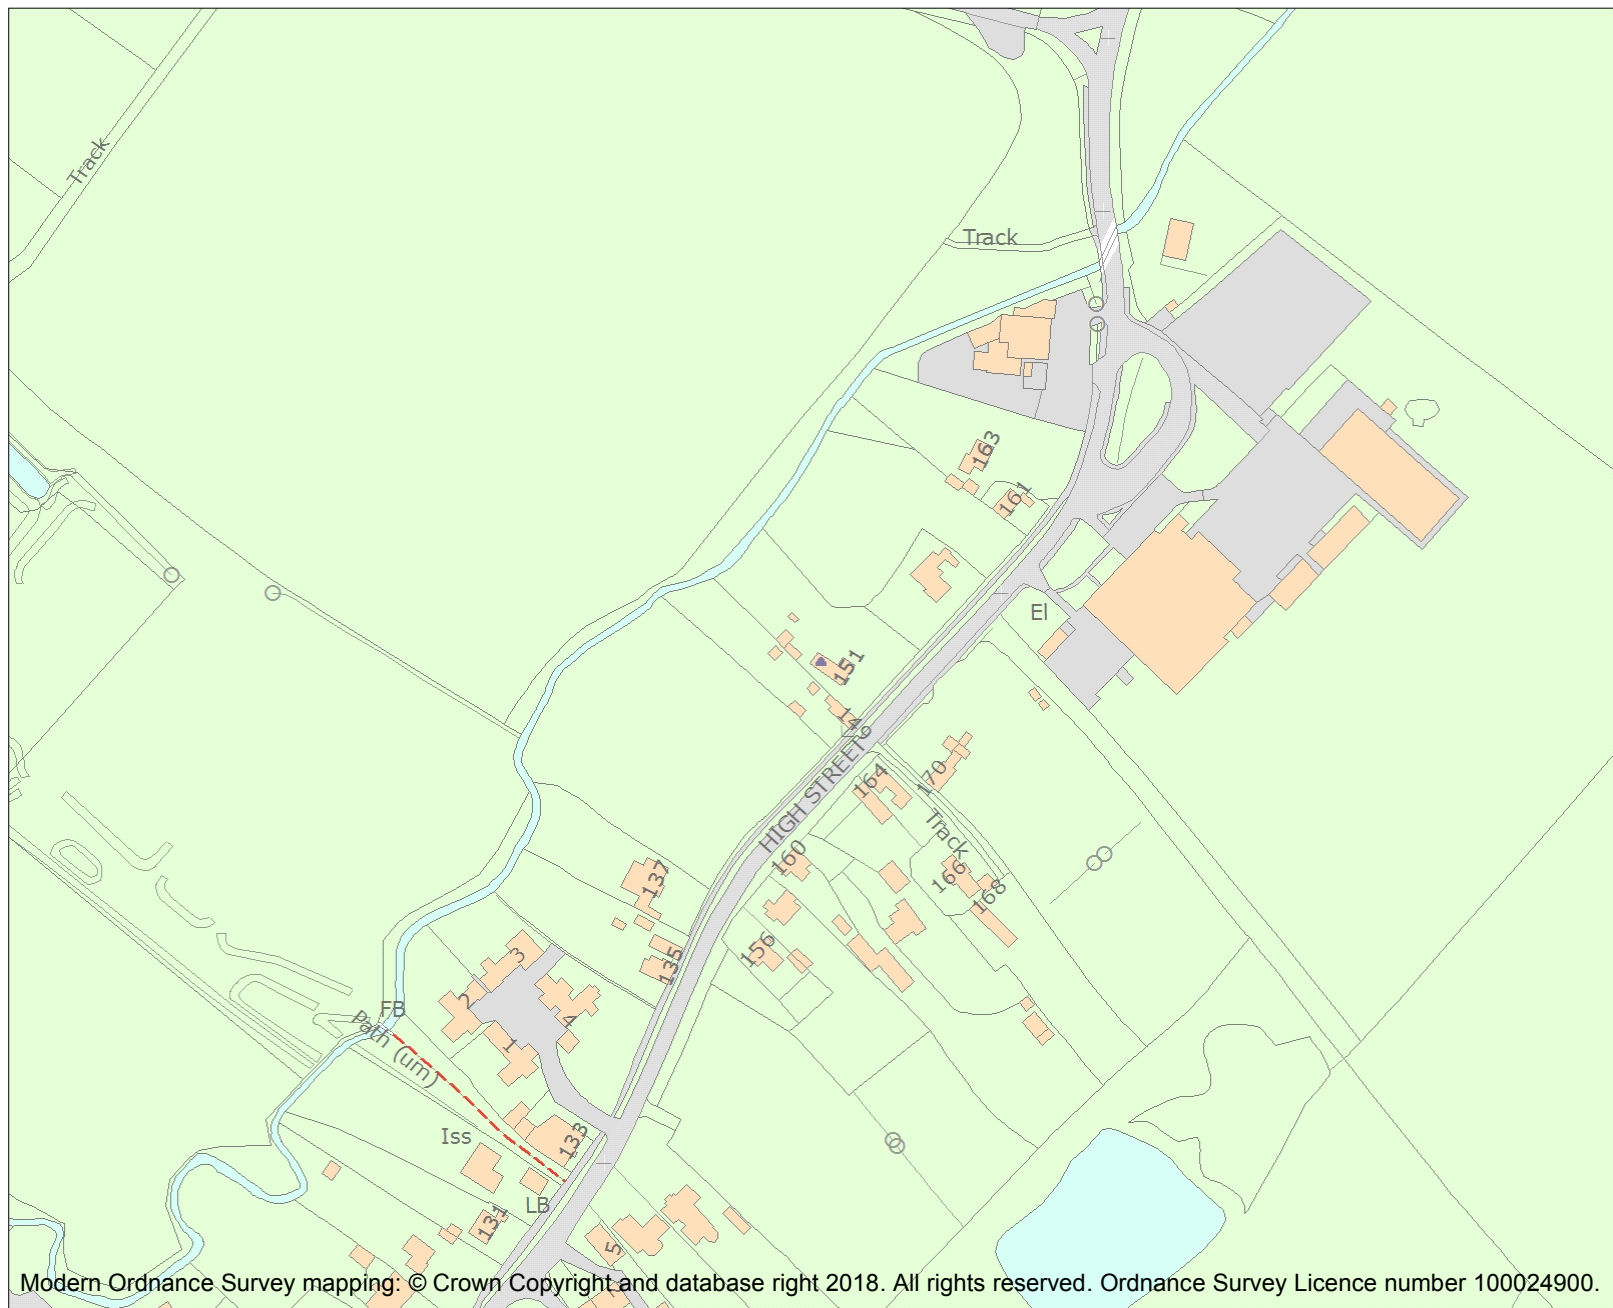 Track
Track
163
161
El
151
149
HIGH STREET
164
170
Track
160
137
166
168
156
135
3
2
FB
4
Path (um)
1
Iss
133
LB
131
5
Modern Ordnance Survey mapping: © Crown Copyright and database right 2018. All rights reserved. Ordnance Survey Licence number 100024900.